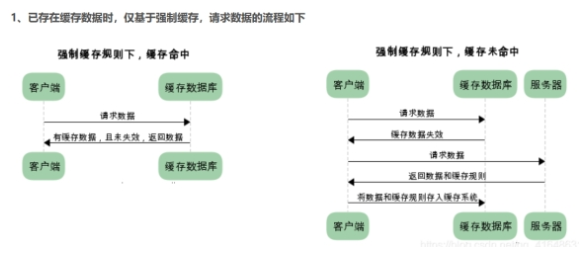 1、已存在缓存数据时，仅基于强制缓存，请求数据的流程如下
强制缓存规则下，缓存命中
客户端
缓存数据库
请求数据
有缓存数据，且未失效，返回数据
客户端
缓存数据库
强制缓存规则下，缓存未命中
客户端
缓存数据库
服务器
请求数据
缓存数据失效
请求数据
返回数据和缓存规则
将数据和缓存规则存入缓存系统
客户端
缓存数据库
服务器